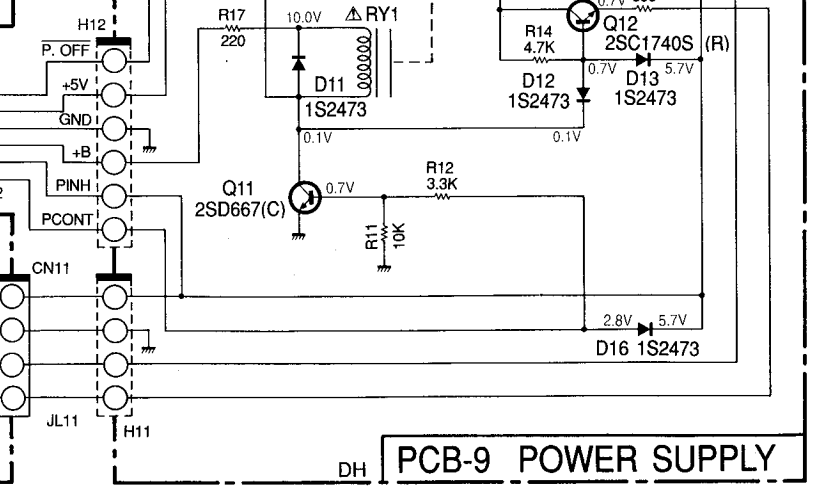 H12
R17
220
10.0V
⚠RY1
0.7V
Q12
2SC1740S (R)
R14
4.7K
P. OFF
+5V
GND
+B
PINH
PCONT
D11
1S2473
D12
1S2473
0.7V
D13
1S2473
5.7V
0.1V
0.1V
Q11
2SD667(C)
0.7V
R12
3.3K
R11
10K
CN11
2.8V
5.7V
D16 1S2473
JL11
H11
DH
PCB-9 POWER SUPPLY